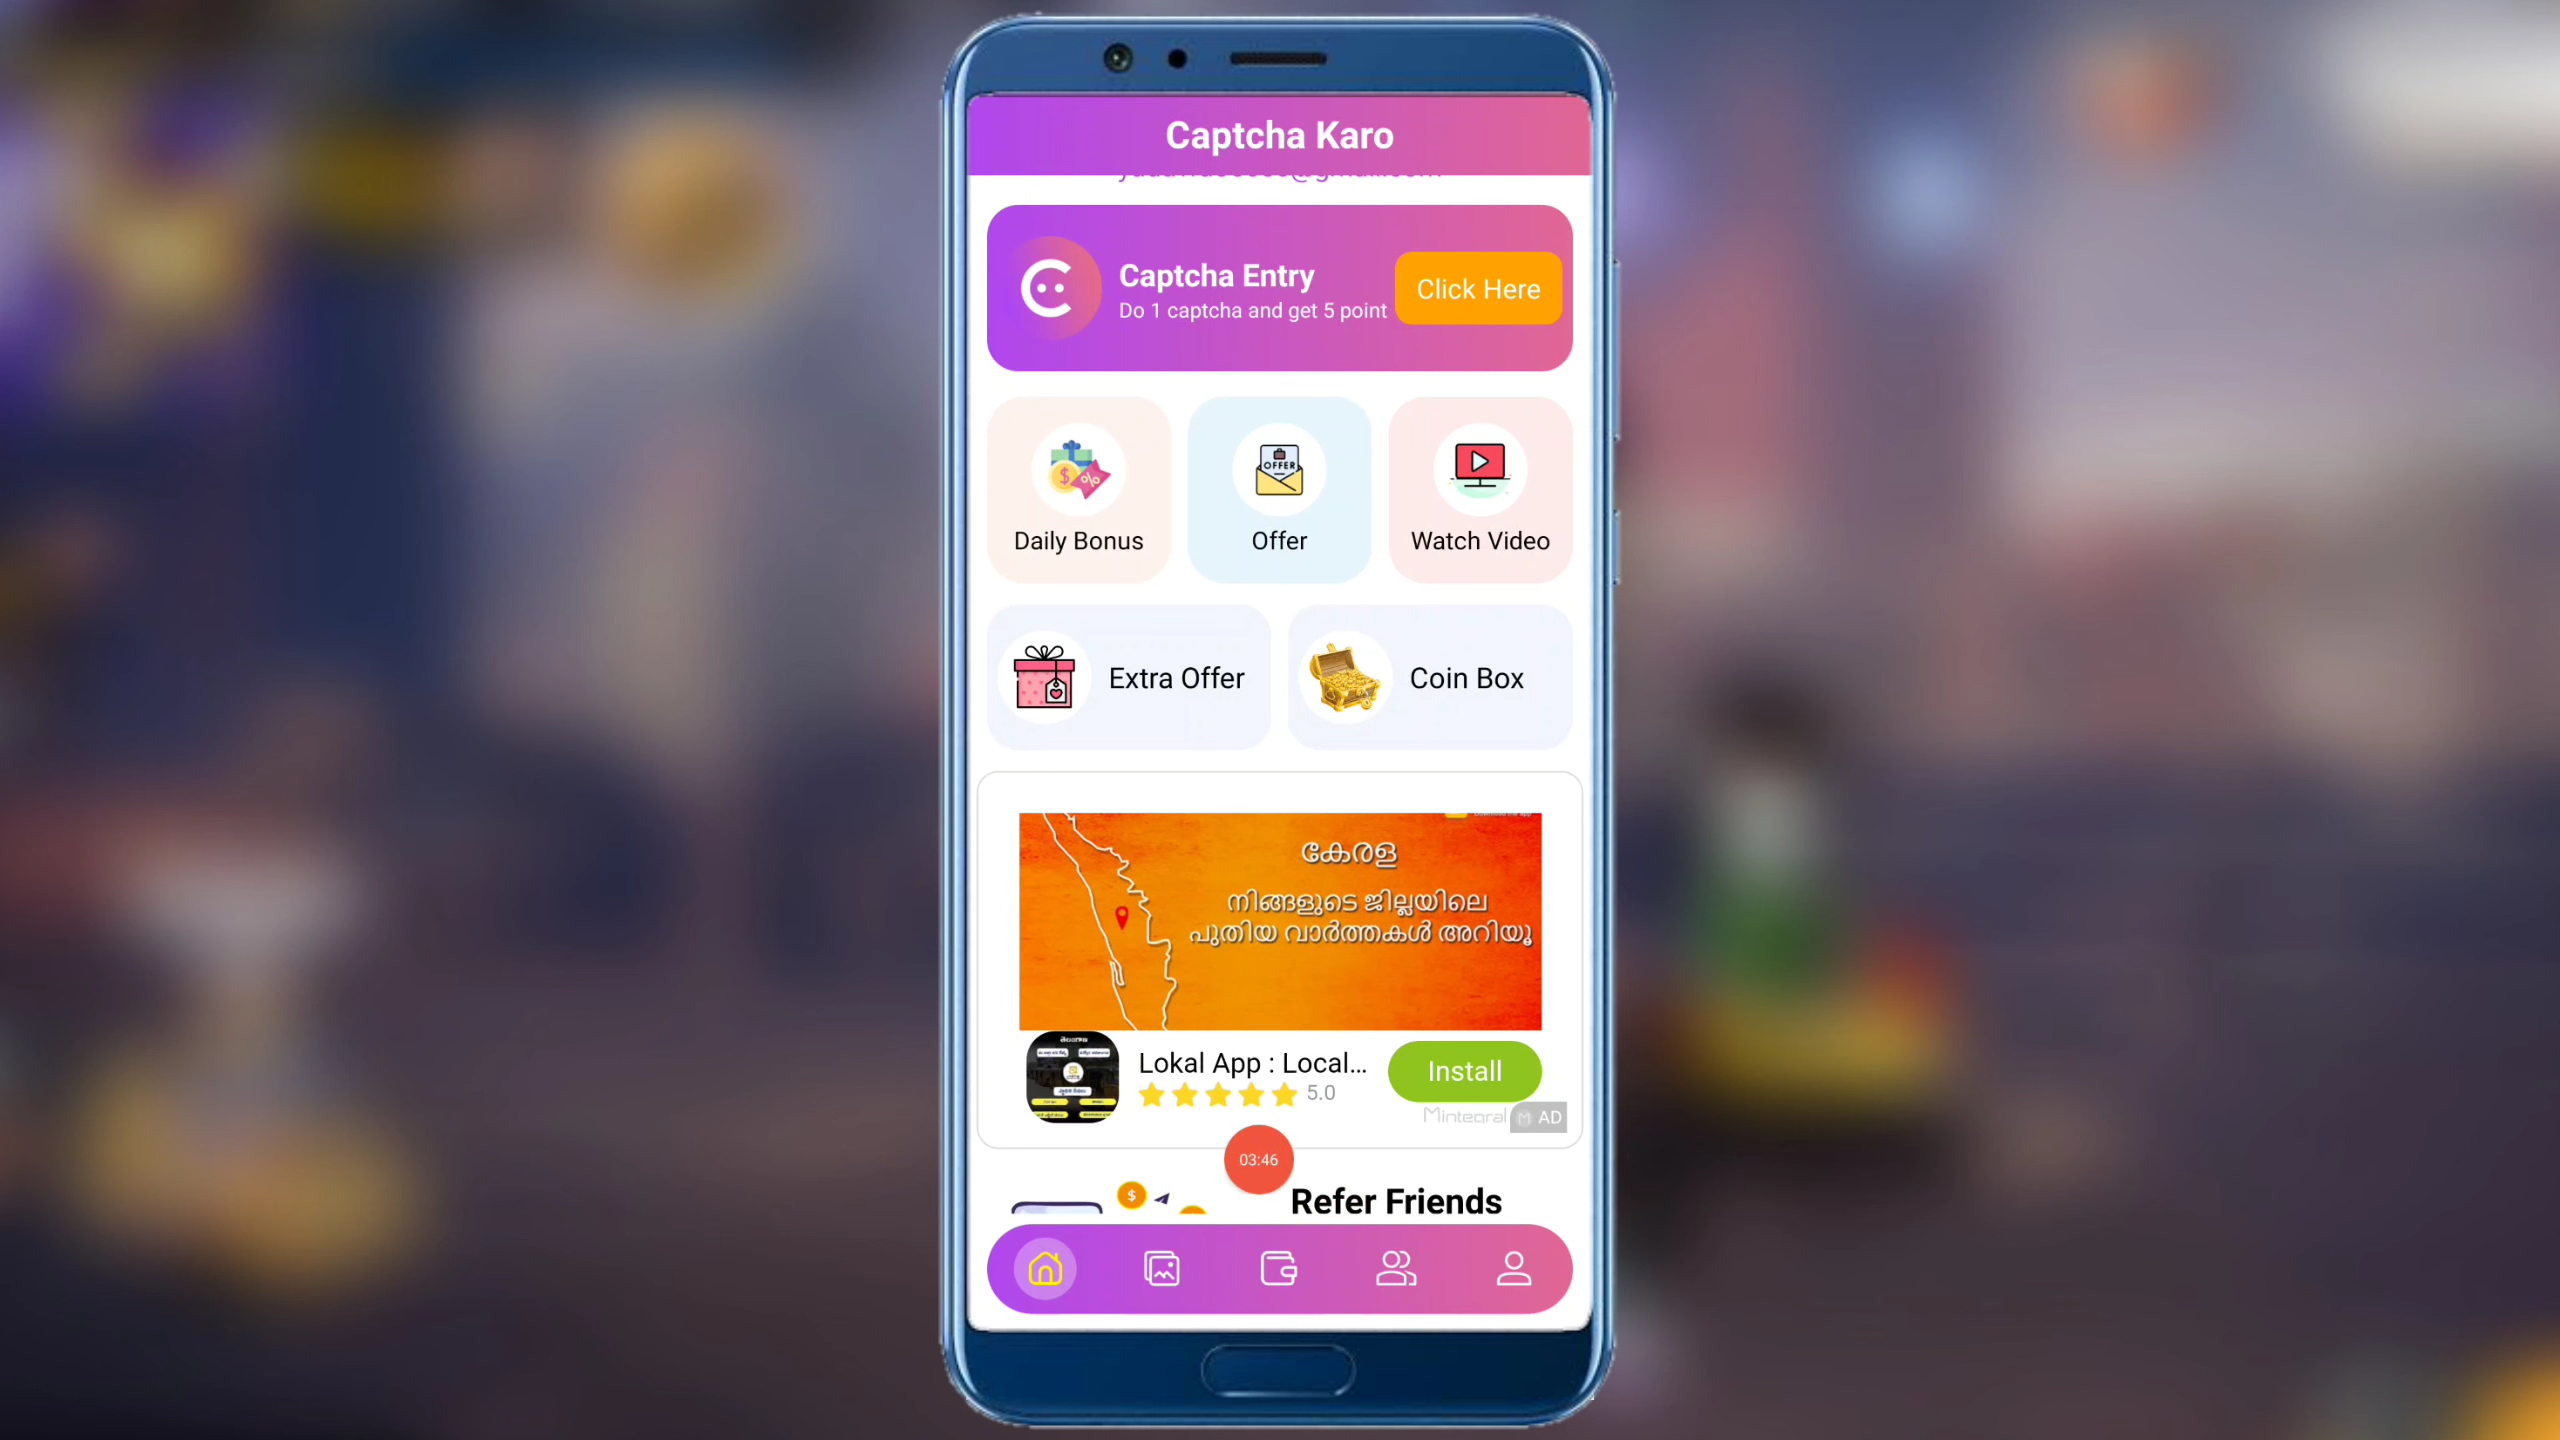 Captcha Karo
Captcha Entry
Do 1 captcha and get 5 point
Click Here
OFFER
Daily Bonus
Offer
Watch Video
Extra Offer
Coin Box
കേരള
നിങ്ങളുടെ ജില്ലയിലെ
പുതിയ വാർത്തകൾ അറിയൂ
Lokal App : Local...
5.0
Install
Mintegral
AD
03:46
Refer Friends